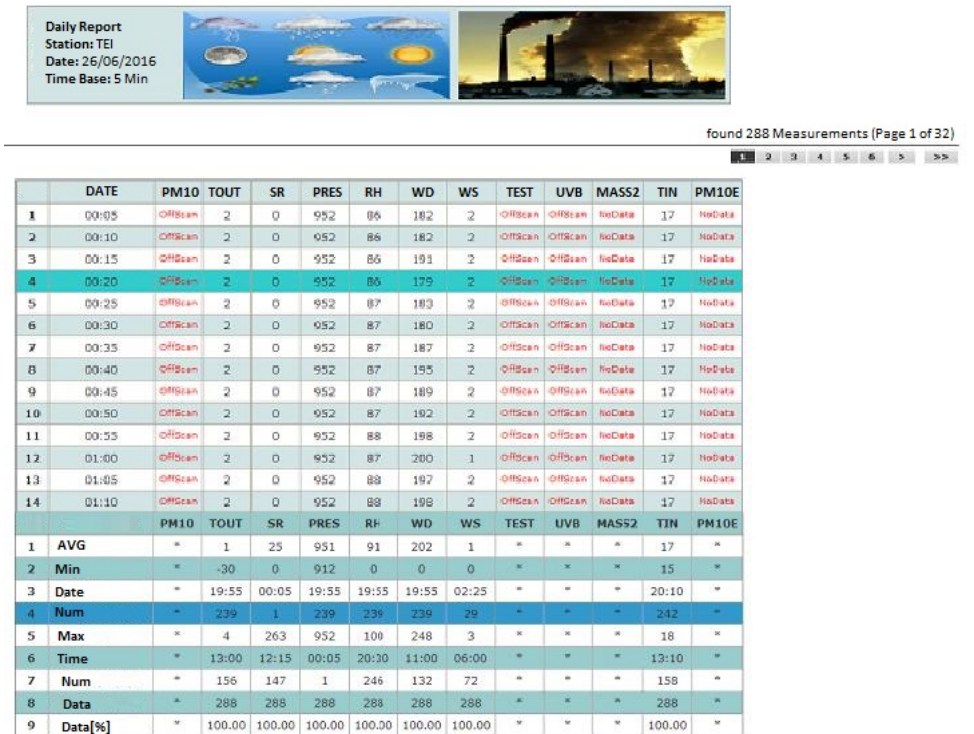 Daily Report
Station: TEI
Date: 26/06/2016
Time Base: 5 Min
found 288 Measurements (Page 1 of 32)
1 2 3 4 5 6 > >>
DATE PM10 TOUT SR PRES RH WD WS TEST UVB MASS2 TIN PM10E
1 00:05 OffScan 2 0 952 86 182 2 OffScan OffScan NoData 17 NoData
2 00:10 OffScan 2 0 952 86 182 2 OffScan OffScan NoData 17 NoData
3 00:15 OffScan 2 0 952 86 191 2 OffScan OffScan NoData 17 NoData
4 00:20 OffScan 2 0 952 86 179 2 OffScan OffScan NoData 17 NoData
5 00:25 OffScan 2 0 952 87 183 2 OffScan OffScan NoData 17 NoData
6 00:30 OffScan 2 0 952 87 180 2 OffScan OffScan NoData 17 NoData
7 00:35 OffScan 2 0 952 87 187 2 OffScan OffScan NoData 17 NoData
8 00:40 OffScan 2 0 952 87 195 2 OffScan OffScan NoData 17 NoData
9 00:45 OffScan 2 0 952 87 189 2 OffScan OffScan NoData 17 NoData
10 00:50 OffScan 2 0 952 87 192 2 OffScan OffScan NoData 17 NoData
11 00:55 OffScan 2 0 952 88 198 2 OffScan OffScan NoData 17 NoData
12 01:00 OffScan 2 0 952 87 200 1 OffScan OffScan NoData 17 NoData
13 01:05 OffScan 2 0 952 88 197 2 OffScan OffScan NoData 17 NoData
14 01:10 OffScan 2 0 952 88 198 2 OffScan OffScan NoData 17 NoData
PM10 TOUT SR PRES RH WD WS TEST UVB MASS2 TIN PM10E
1 AVG * 1 25 951 91 202 1 * * * 17 *
2 Min * -30 0 912 0 0 0 * * * 15 *
3 Date * 19:55 00:05 19:55 19:55 19:55 02:25 * * * 20:10 *
4 Num * 239 1 239 239 239 29 * * * 242 *
5 Max * 4 263 952 100 248 3 * * * 18 *
6 Time * 13:00 12:15 00:05 20:30 11:00 06:00 * * * 13:10 *
7 Num * 156 147 1 246 132 72 * * * 158 *
8 Data * 288 288 288 288 288 288 * * * 288 *
9 Data[%] * 100.00 100.00 100.00 100.00 100.00 100.00 * * * 100.00 *